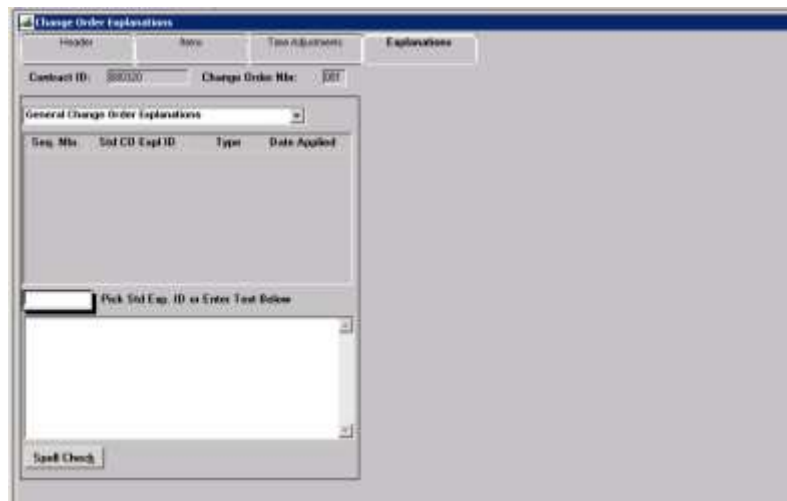 Change Order Explanations
Header Items Time Adjustments Explanations
Contract ID: Change Order Nbr: 001
General Change Order Explanations
Seq. Nbr. Std CO Expl ID Type Date Applied
Pick Std Exp. ID or Enter Text Below
Spell Check